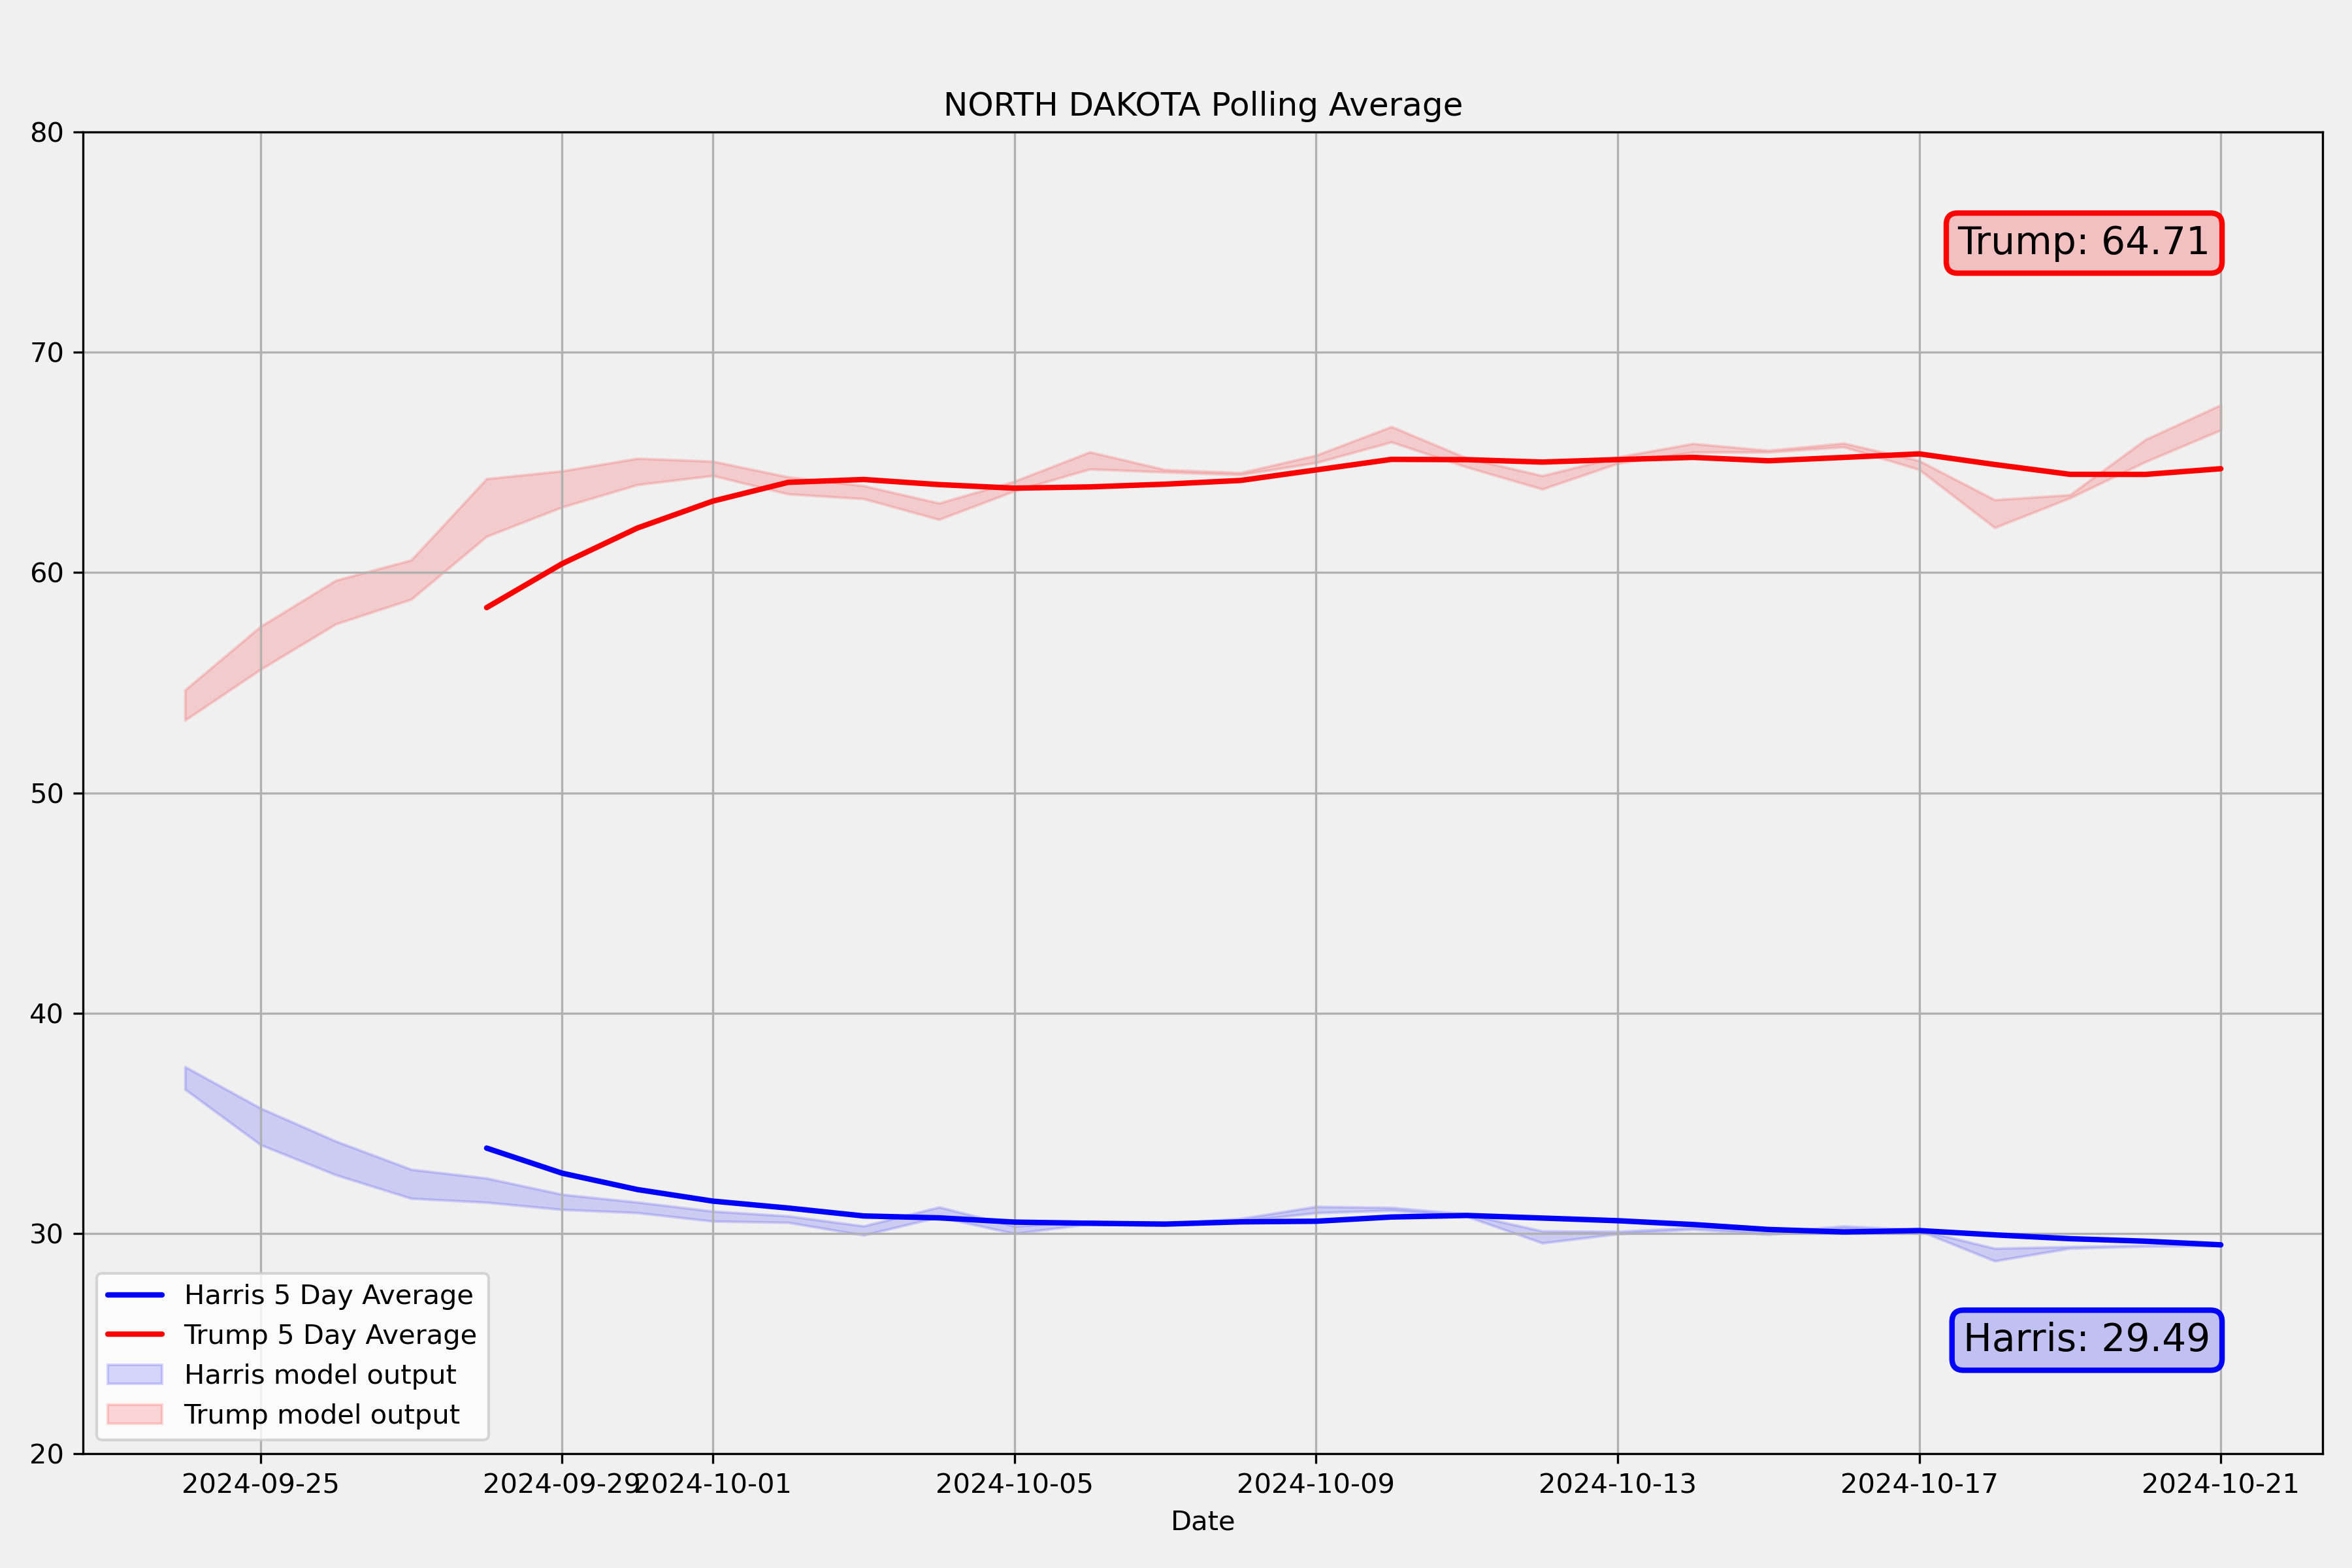 NORTH DAKOTA Polling Average
80
70
60
50
40
30
20
Trump: 64.71
Harris: 29.49
Harris 5 Day Average
Trump 5 Day Average
Harris model output
Trump model output
2024-09-25 2024-09-29 2024-10-01 2024-10-05 2024-10-09 2024-10-13 2024-10-17 2024-10-21
Date